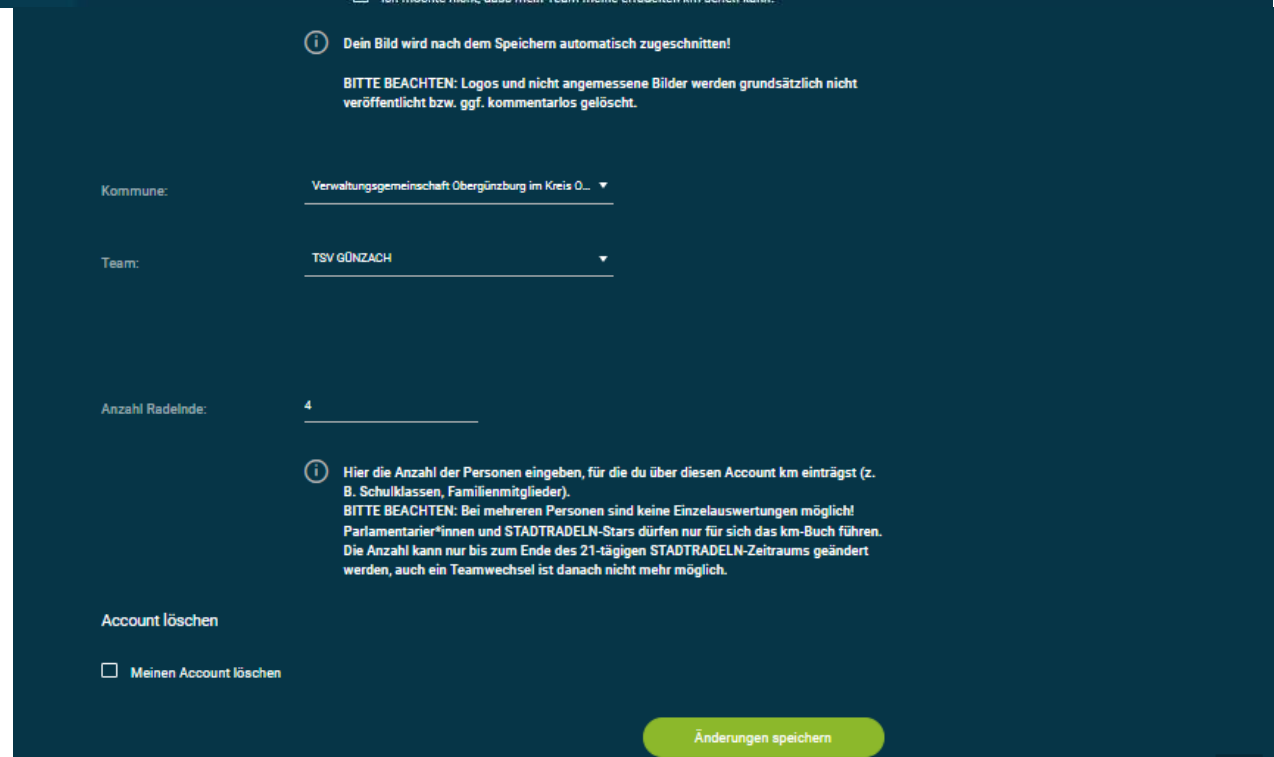 Dein Bild wird nach dem Speichern automatisch zugeschnitten!
BITTE BEACHTEN: Logos und nicht angemessene Bilder werden grundsätzlich nicht
veröffentlicht bzw. ggf. kommentarlos gelöscht.
Kommune: Verwaltungsgemeinschaft Obergünzburg im Kreis O...
Team: TSV GÜNZACH
Anzahl Radelnde: 4
Hier die Anzahl der Personen eingeben, für die du über diesen Account km einträgst (z.
B. Schulklassen, Familienmitglieder).
BITTE BEACHTEN: Bei mehreren Personen sind keine Einzelauswertungen möglich!
Parlamentarier*innen und STADTRADELN-Stars dürfen nur für sich das km-Buch führen.
Die Anzahl kann nur bis zum Ende des 21-tägigen STADTRADELN-Zeitraums geändert
werden, auch ein Teamwechsel ist danach nicht mehr möglich.
Account löschen
Meinen Account löschen
Änderungen speichern